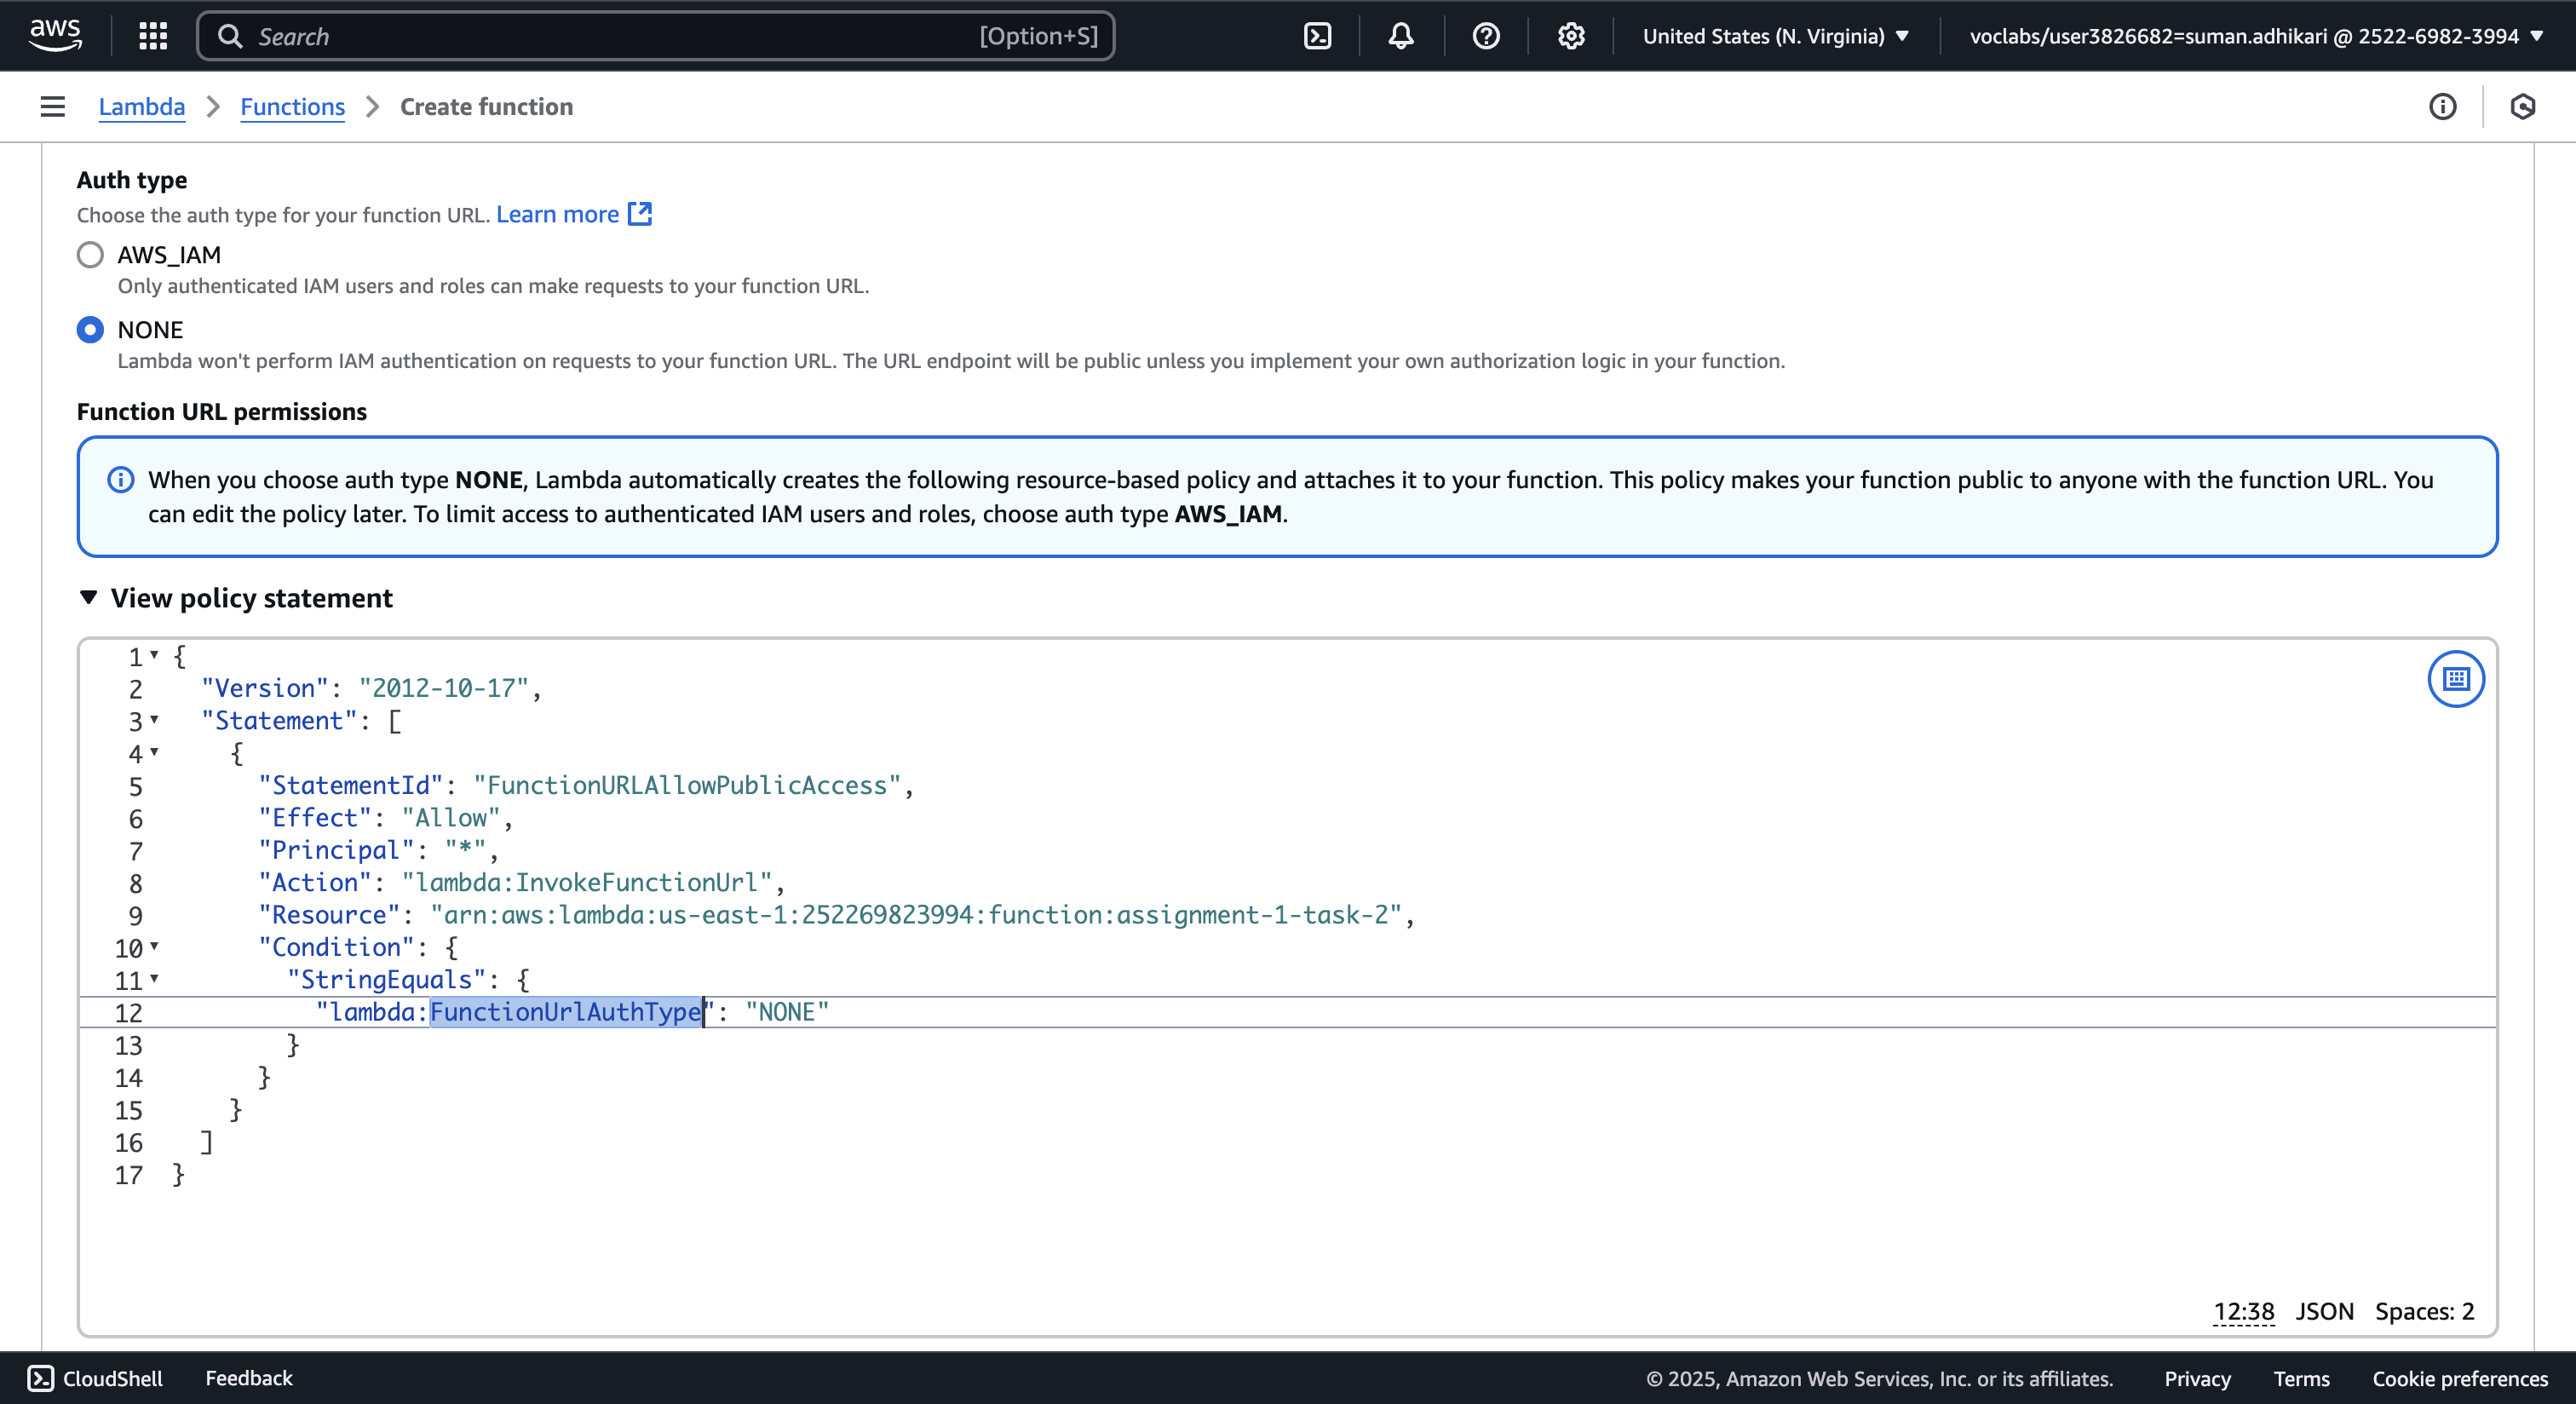 aws
Search [Option+S]
United States (N. Virginia)
voclabs/user3826682=suman.adhikari @ 2522-6982-3994
Lambda > Functions > Create function
Auth type
Choose the auth type for your function URL. Learn more
AWS_IAM
Only authenticated IAM users and roles can make requests to your function URL.
NONE
Lambda won't perform IAM authentication on requests to your function URL. The URL endpoint will be public unless you implement your own authorization logic in your function.
Function URL permissions
When you choose auth type NONE, Lambda automatically creates the following resource-based policy and attaches it to your function. This policy makes your function public to anyone with the function URL. You
can edit the policy later. To limit access to authenticated IAM users and roles, choose auth type AWS_IAM.
View policy statement
1 {
2 "Version": "2012-10-17",
3 "Statement": [
4 {
5 "StatementId": "FunctionURLAllowPublicAccess",
6 "Effect": "Allow",
7 "Principal": "*",
8 "Action": "lambda:InvokeFunctionUrl",
9 "Resource": "arn:aws:lambda:us-east-1:252269823994:function:assignment-1-task-2",
10 "Condition": {
11 "StringEquals": {
12 "lambda:FunctionUrlAuthType": "NONE"
13 }
14 }
15 }
16 ]
17 }
12:38 JSON Spaces: 2
CloudShell Feedback
© 2025, Amazon Web Services, Inc. or its affiliates. Privacy Terms Cookie preferences